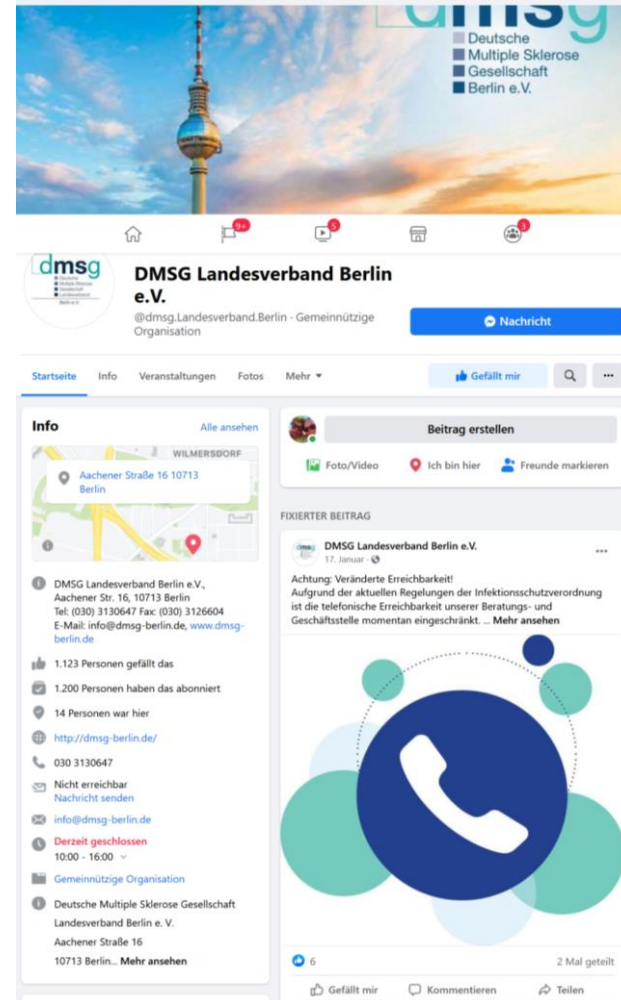 dmsg
Deutsche
Multiple Sklerose
Gesellschaft
Berlin e.V.
9+
5
3
dmsg
DMSG Landesverband Berlin
e.V.
@dmsg.Landesverband.Berlin · Gemeinnützige
Organisation
Nachricht
Startseite Info Veranstaltungen Fotos Mehr
Gefällt mir
Info Alle ansehen
WILMERSDORF
Aachener Straße 16 10713
Berlin
DMSG Landesverband Berlin e.V.,
Aachener Str. 16, 10713 Berlin
Tel: (030) 3130647 Fax: (030) 3126604
E-Mail: info@dmsg-berlin.de, www.dmsg-
berlin.de
1.123 Personen gefällt das
1.200 Personen haben das abonniert
14 Personen war hier
http://dmsg-berlin.de/
030 3130647
Nicht erreichbar
Nachricht senden
info@dmsg-berlin.de
Derzeit geschlossen
10:00 - 16:00
Gemeinnützige Organisation
Deutsche Multiple Sklerose Gesellschaft
Landesverband Berlin e. V.
Aachener Straße 16
10713 Berlin... Mehr ansehen
Beitrag erstellen
Foto/Video Ich bin hier Freunde markieren
FIXIERTER BEITRAG
DMSG Landesverband Berlin e.V.
17. Januar ·
Achtung: Veränderte Erreichbarkeit!
Aufgrund der aktuellen Regelungen der Infektionsschutzverordnung
ist die telefonische Erreichbarkeit unserer Beratungs- und
Geschäftsstelle momentan eingeschränkt. ... Mehr ansehen
6 2 Mal geteilt
Gefällt mir Kommentieren Teilen